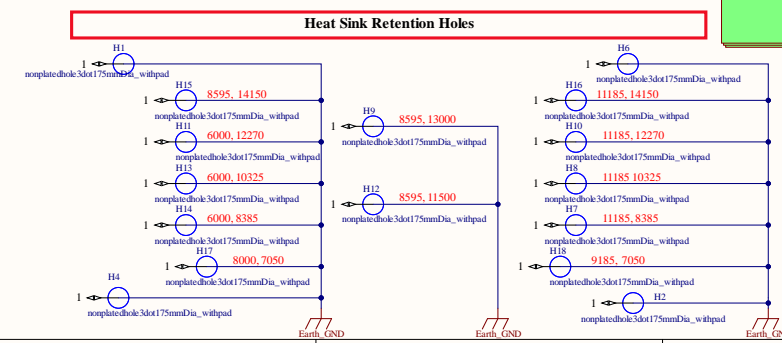 Heat Sink Retention Holes
H1
1
nonplatedhole3dot175mmDia_withpad
H15
1
8595, 14150
nonplatedhole3dot175mmDia_withpad
H11
1
6000, 12270
nonplatedhole3dot175mmDia_withpad
H13
1
6000, 10325
nonplatedhole3dot175mmDia_withpad
H14
1
6000, 8385
nonplatedhole3dot175mmDia_withpad
H17
1
8000, 7050
nonplatedhole3dot175mmDia_withpad
H4
1
nonplatedhole3dot175mmDia_withpad
Earth_GND
H9
1
8595, 13000
nonplatedhole3dot175mmDia_withpad
H12
1
8595, 11500
nonplatedhole3dot175mmDia_withpad
Earth_GND
H6
1
nonplatedhole3dot175mmDia_withpad
H16
1
11185, 14150
nonplatedhole3dot175mmDia_withpad
H10
1
11185, 12270
nonplatedhole3dot175mmDia_withpad
H8
1
11185 10325
nonplatedhole3dot175mmDia_withpad
H7
1
11185, 8385
nonplatedhole3dot175mmDia_withpad
H18
1
9185, 7050
nonplatedhole3dot175mmDia_withpad
H2
1
nonplatedhole3dot175mmDia_withpad
Earth_GN